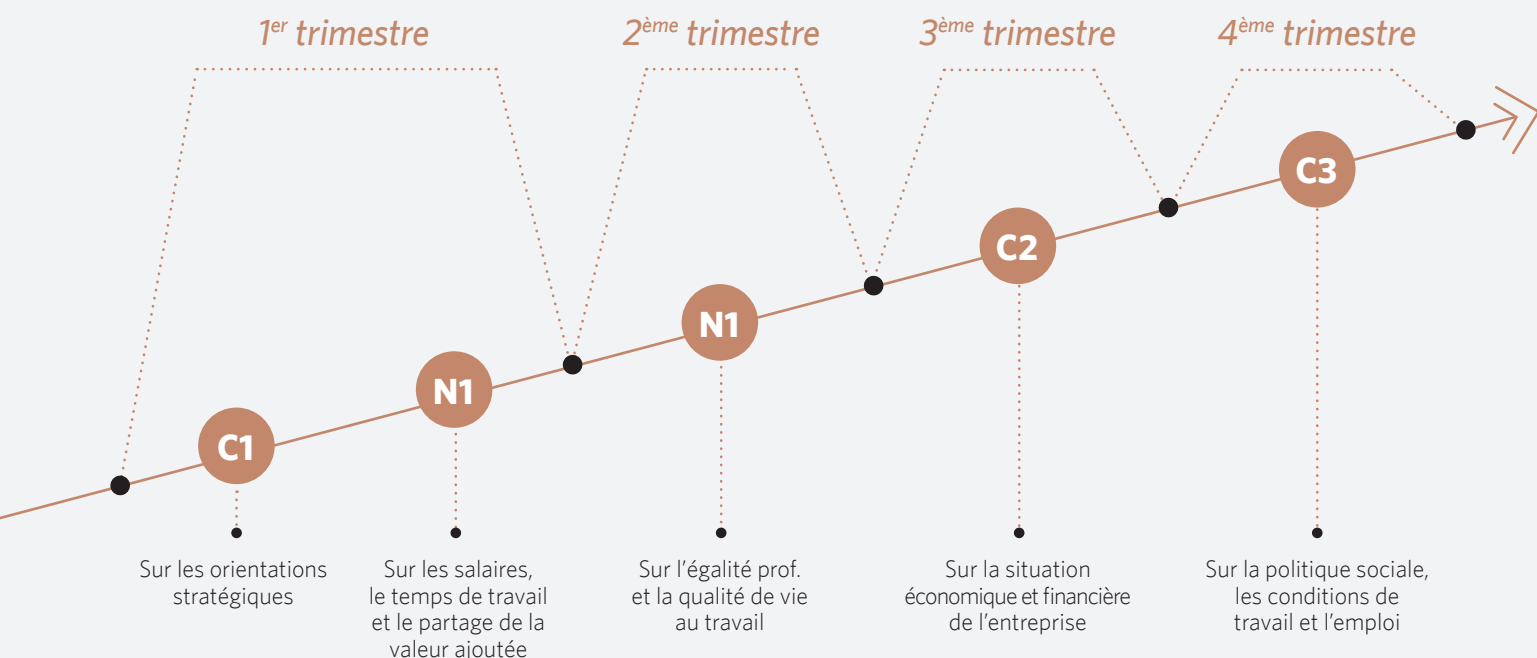 1er trimestre
2ème trimestre
3ème trimestre
4ème trimestre
C3
C2
N1
N1
C1
Sur les orientations
stratégiques
Sur les salaires,
le temps de travail
et le partage de la
valeur ajoutée
Sur l'égalité prof.
et la qualité de vie
au travail
Sur la situation
économique et financière
de l'entreprise
Sur la politique sociale,
les conditions de
travail et l'emploi